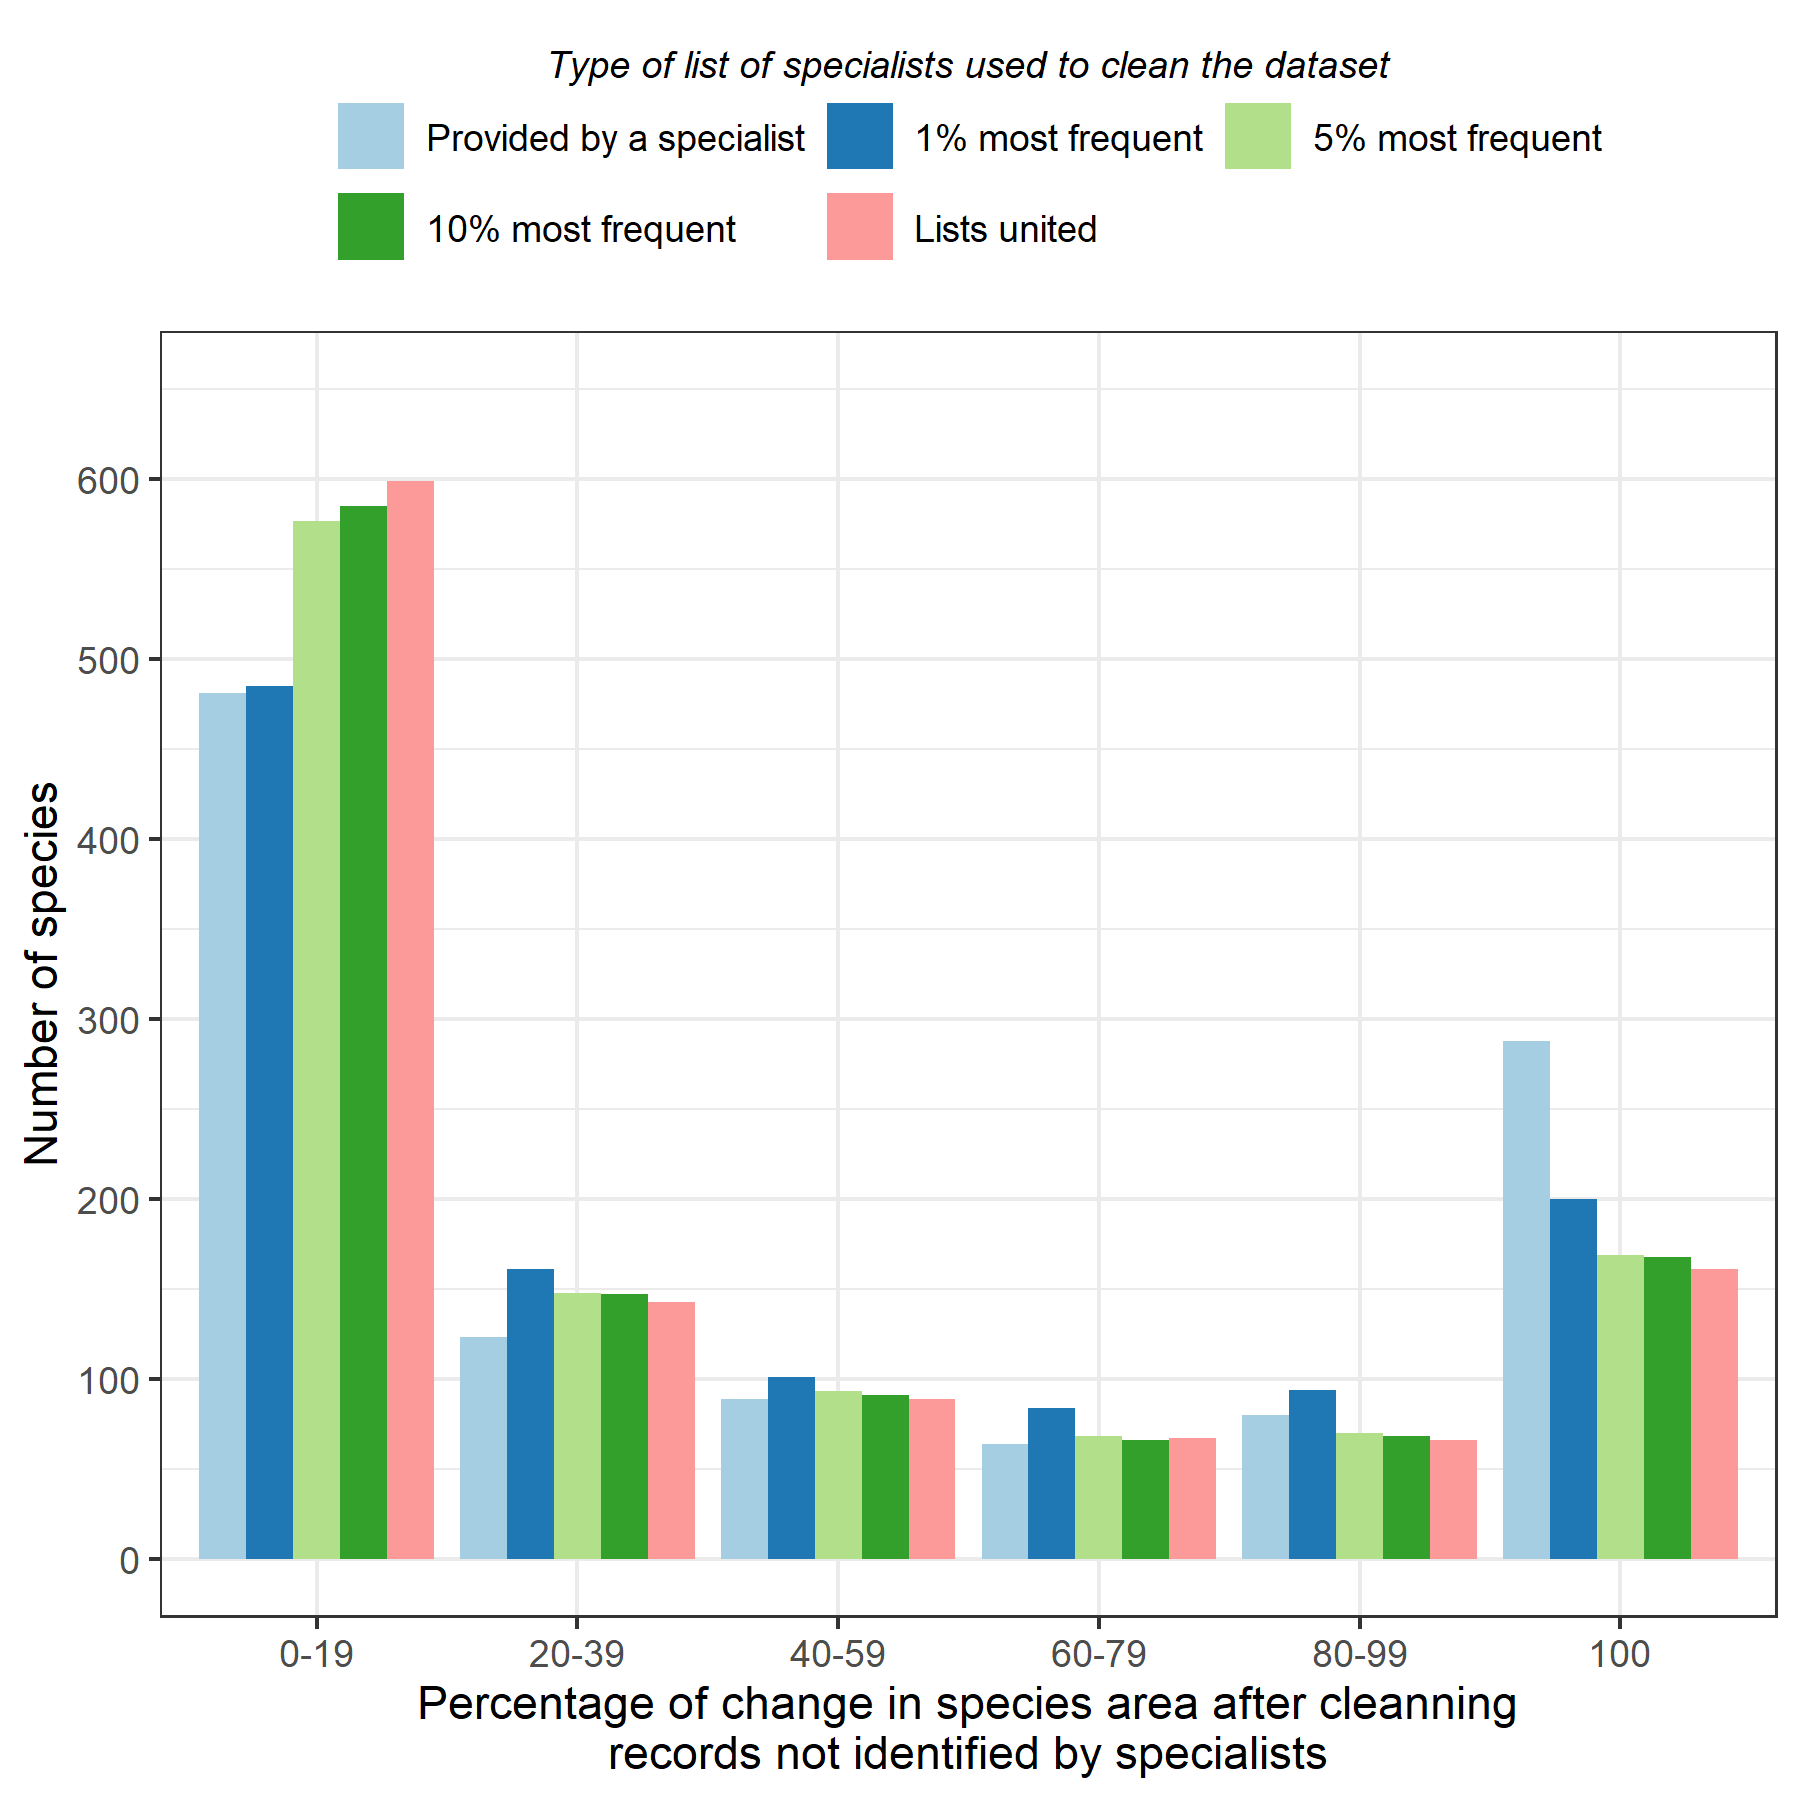 Type of list of specialists used to clean the dataset
Provided by a specialist 1% most frequent 5% most frequent
10% most frequent Lists united
Number of species
600
500
400
300
200
100
0
0-19 20-39 40-59 60-79 80-99 100
Percentage of change in species area after cleanning
records not identified by specialists